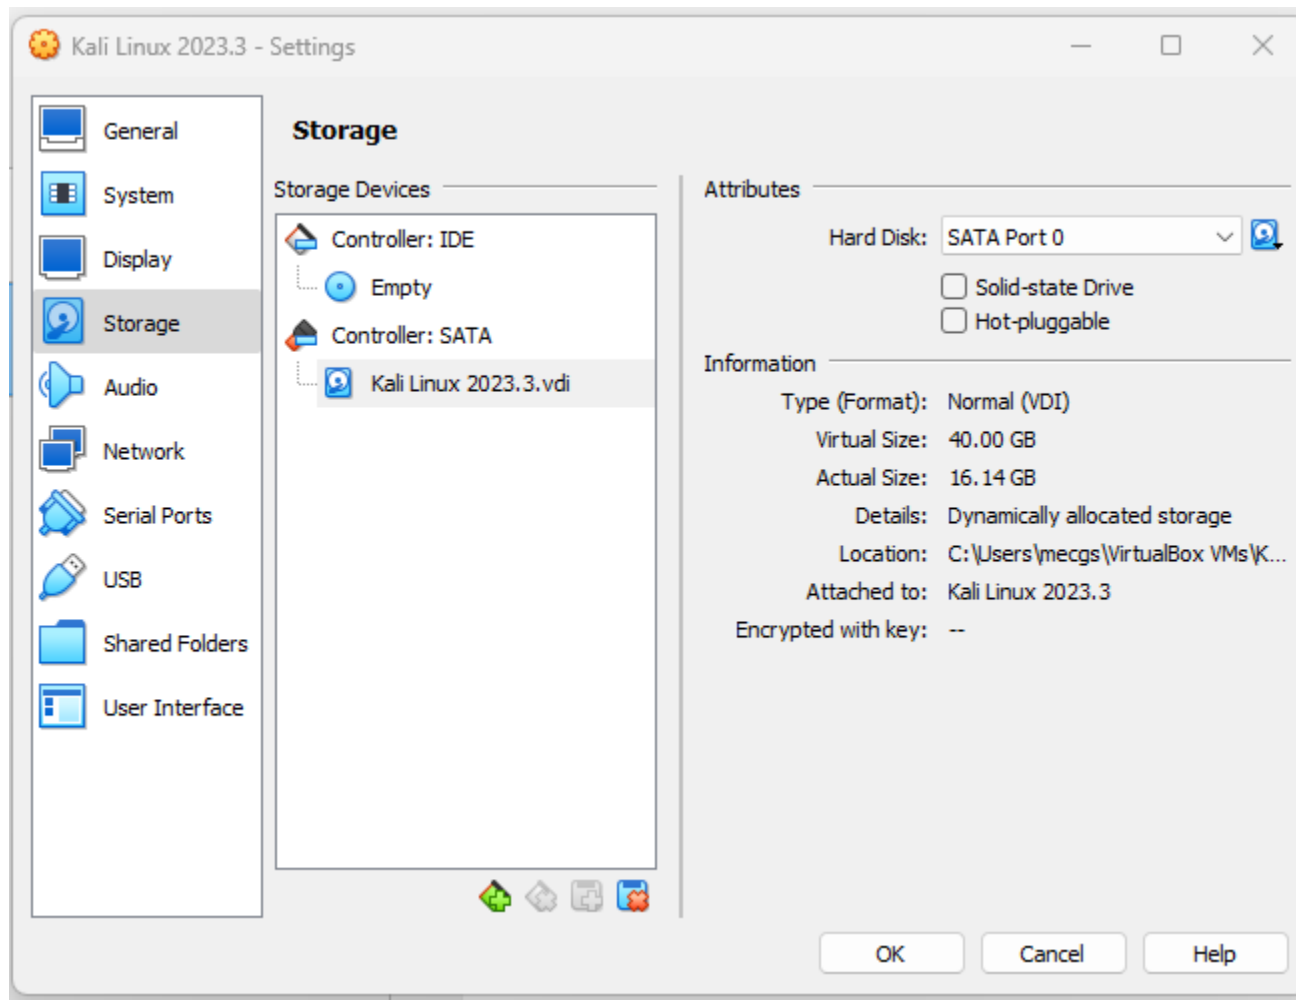 Kali Linux 2023.3 - Settings
General
System
Display
Storage
Audio
Network
Serial Ports
USB
Shared Folders
User Interface
Storage
Storage Devices
Controller: IDE
Empty
Controller: SATA
Kali Linux 2023.3.vdi
Attributes
Hard Disk: SATA Port 0
Solid-state Drive
Hot-pluggable
Information
Type (Format): Normal (VDI)
Virtual Size: 40.00 GB
Actual Size: 16.14 GB
Details: Dynamically allocated storage
Location: C:\Users\mecgs\VirtualBox VMs\K...
Attached to: Kali Linux 2023.3
Encrypted with key: --
OK Cancel Help